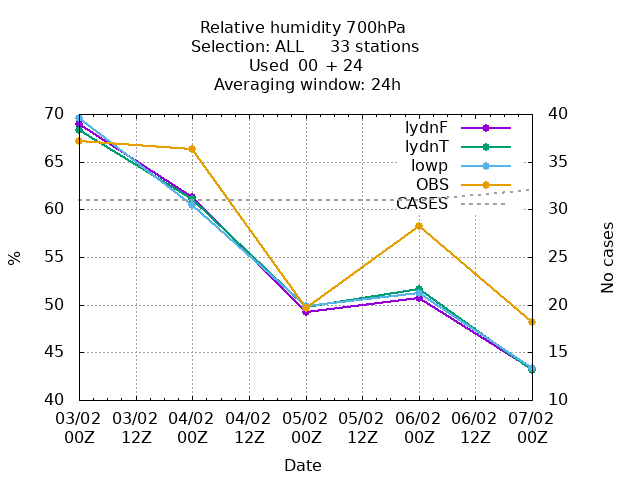 Relative humidity 700hPa
Selection: ALL 33 stations
Used 00 + 24
Averaging window: 24h
70 40
lydnF
lydnT
65 35
lowp
OBS
CASES
60 30
55 25
%
No cases
50 20
45 15
40 10
03/02 03/02 04/02 04/02 05/02 05/02 06/02 06/02 07/02
00Z 12Z 00Z 12Z 00Z 12Z 00Z 12Z 00Z
Date